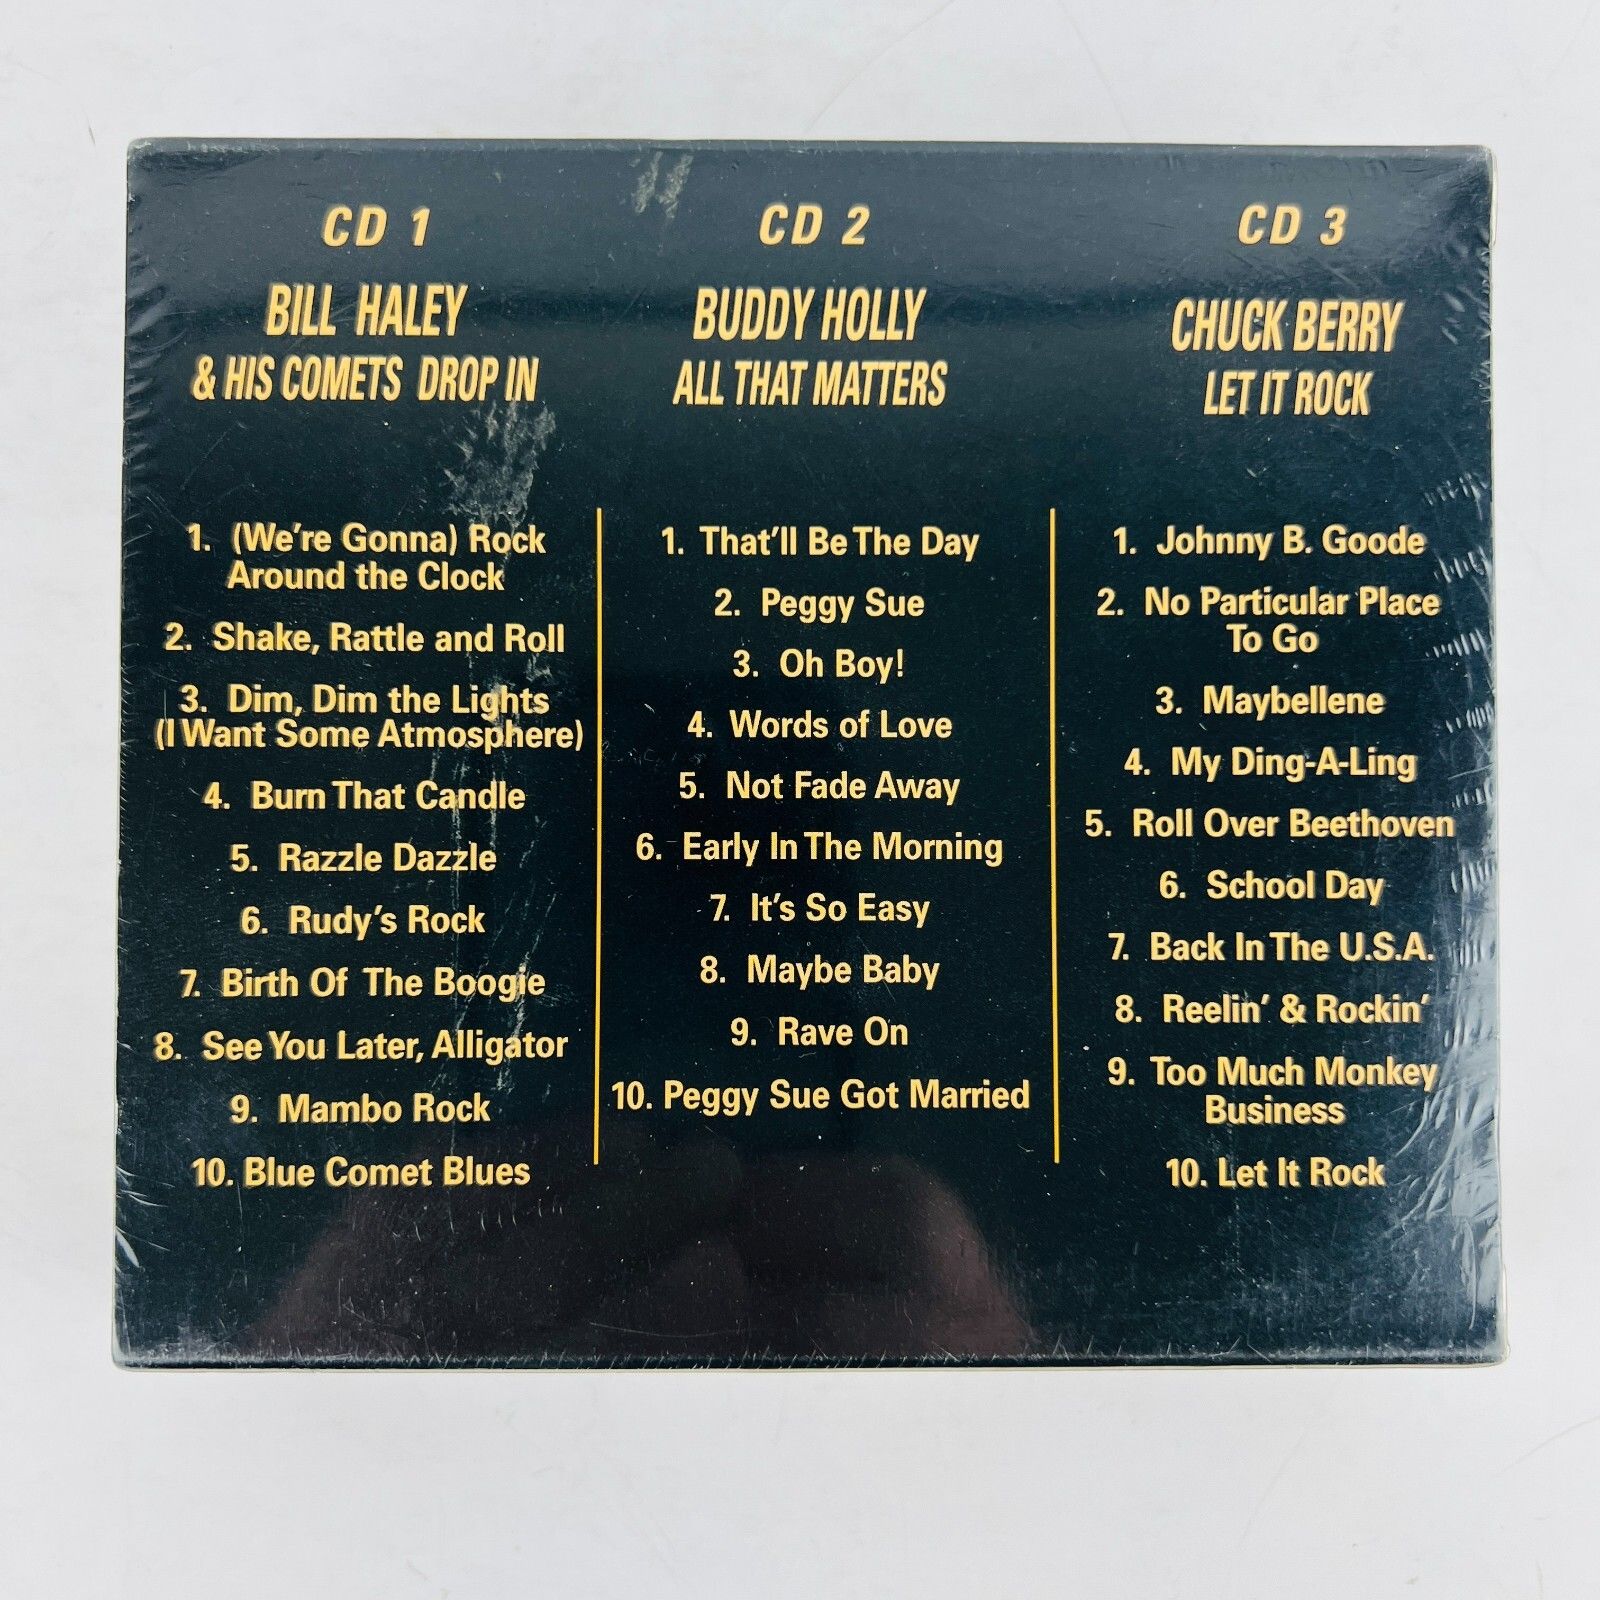 CD 1
BILL HALEY
& HIS COMETS DROP IN
1. (We're Gonna) Rock
Around the Clock
2. Shake, Rattle and Roll
3. Dim, Dim the Lights
(I Want Some Atmosphere)
4. Burn That Candle
5. Razzle Dazzle
6. Rudy's Rock
7. Birth Of The Boogie
8. See You Later, Alligator
9. Mambo Rock
10. Blue Comet Blues
CD 2
BUDDY HOLLY
ALL THAT MATTERS
1. That'll Be The Day
2. Peggy Sue
3. Oh Boy!
4. Words of Love
5. Not Fade Away
6. Early In The Morning
7. It's So Easy
8. Maybe Baby
9. Rave On
10. Peggy Sue Got Married
CD 3
CHUCK BERRY
LET IT ROCK
1. Johnny B. Goode
2. No Particular Place
To Go
3. Maybellene
4. My Ding-A-Ling
5. Roll Over Beethoven
6. School Day
7. Back In The U.S.A.
8. Reelin' & Rockin'
9. Too Much Monkey
Business
10. Let It Rock